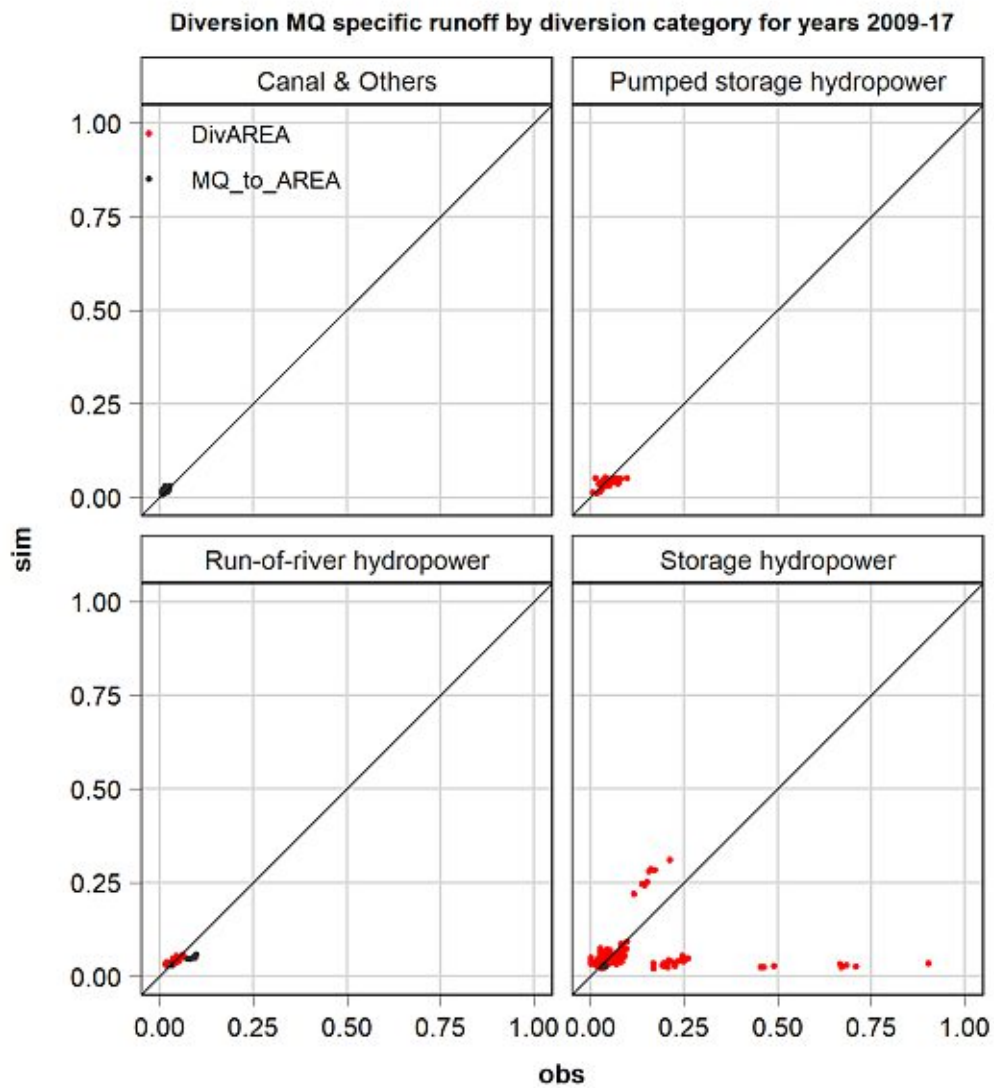 Diversion MQ specific runoff by diversion category for years 2009-17
Canal & Others
Pumped storage hydropower
DivAREA
MQ_to_AREA
1.00
0.75
0.50
0.25
0.00
sim
Run-of-river hydropower
Storage hydropower
1.00
0.75
0.50
0.25
0.00
0.00 0.25 0.50 0.75 1.00 0.00 0.25 0.50 0.75 1.00
obs